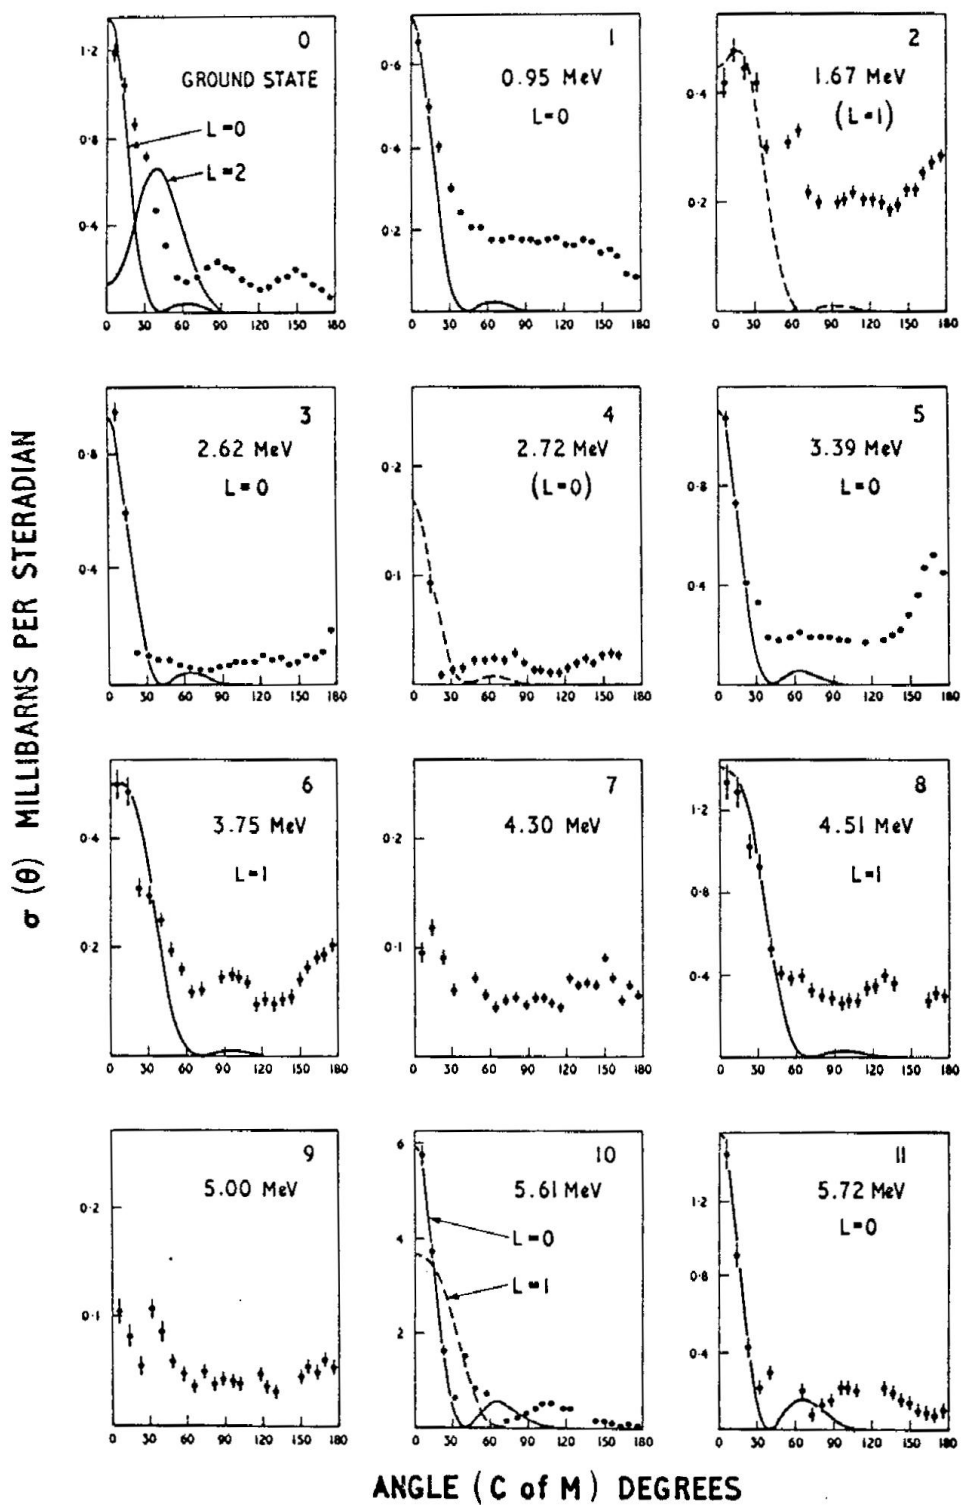 σ (θ) MILLIBARNS PER STERADIAN
0
GROUND STATE
L=0
L=2
1·2
0·8
0·4
0 30 60 90 120 150 180
1
0.95 MeV
L=0
0·6
0·4
0·2
0 30 60 90 120 150 180
2
1.67 MeV
(L=1)
0·4
0·2
0 30 60 90 120 150 180
3
2.62 MeV
L=0
0·8
0·4
0 30 60 90 120 150 180
4
2.72 MeV
(L=0)
0·2
0·1
0 30 60 90 120 150 180
5
3.39 MeV
L=0
0·8
0·4
0 30 60 90 120 150 180
6
3.75 MeV
L=1
0·4
0·2
0 30 60 90 120 150 180
7
4.30 MeV
0·2
0·1
0 30 60 90 120 150 180
8
4.51 MeV
L=1
1·2
0·8
0·4
0 30 60 90 120 150 180
9
5.00 MeV
0·2
0·1
0 30 60 90 120 150 180
10
5.61 MeV
L=0
L=1
6
4
2
0 30 60 90 120 150 180
11
5.72 MeV
L=0
1·2
0·8
0·4
0 30 60 90 120 150 180
ANGLE (C of M) DEGREES